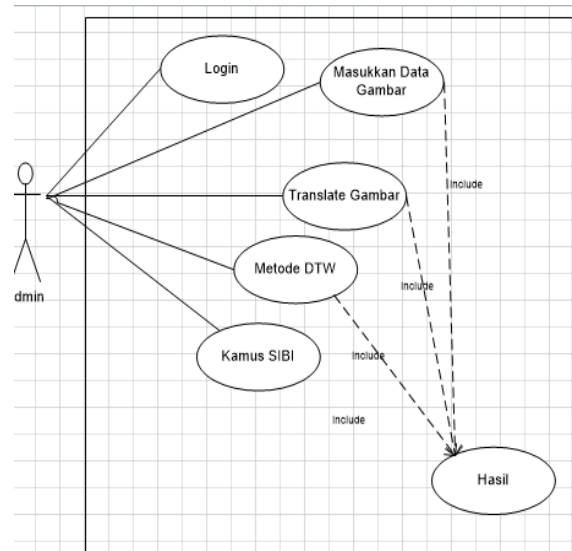 Login
Masukkan Data
Gambar
include
Translate Gambar
include
Metode DTW
dmin
include
Kamus SIBI
include
Hasil